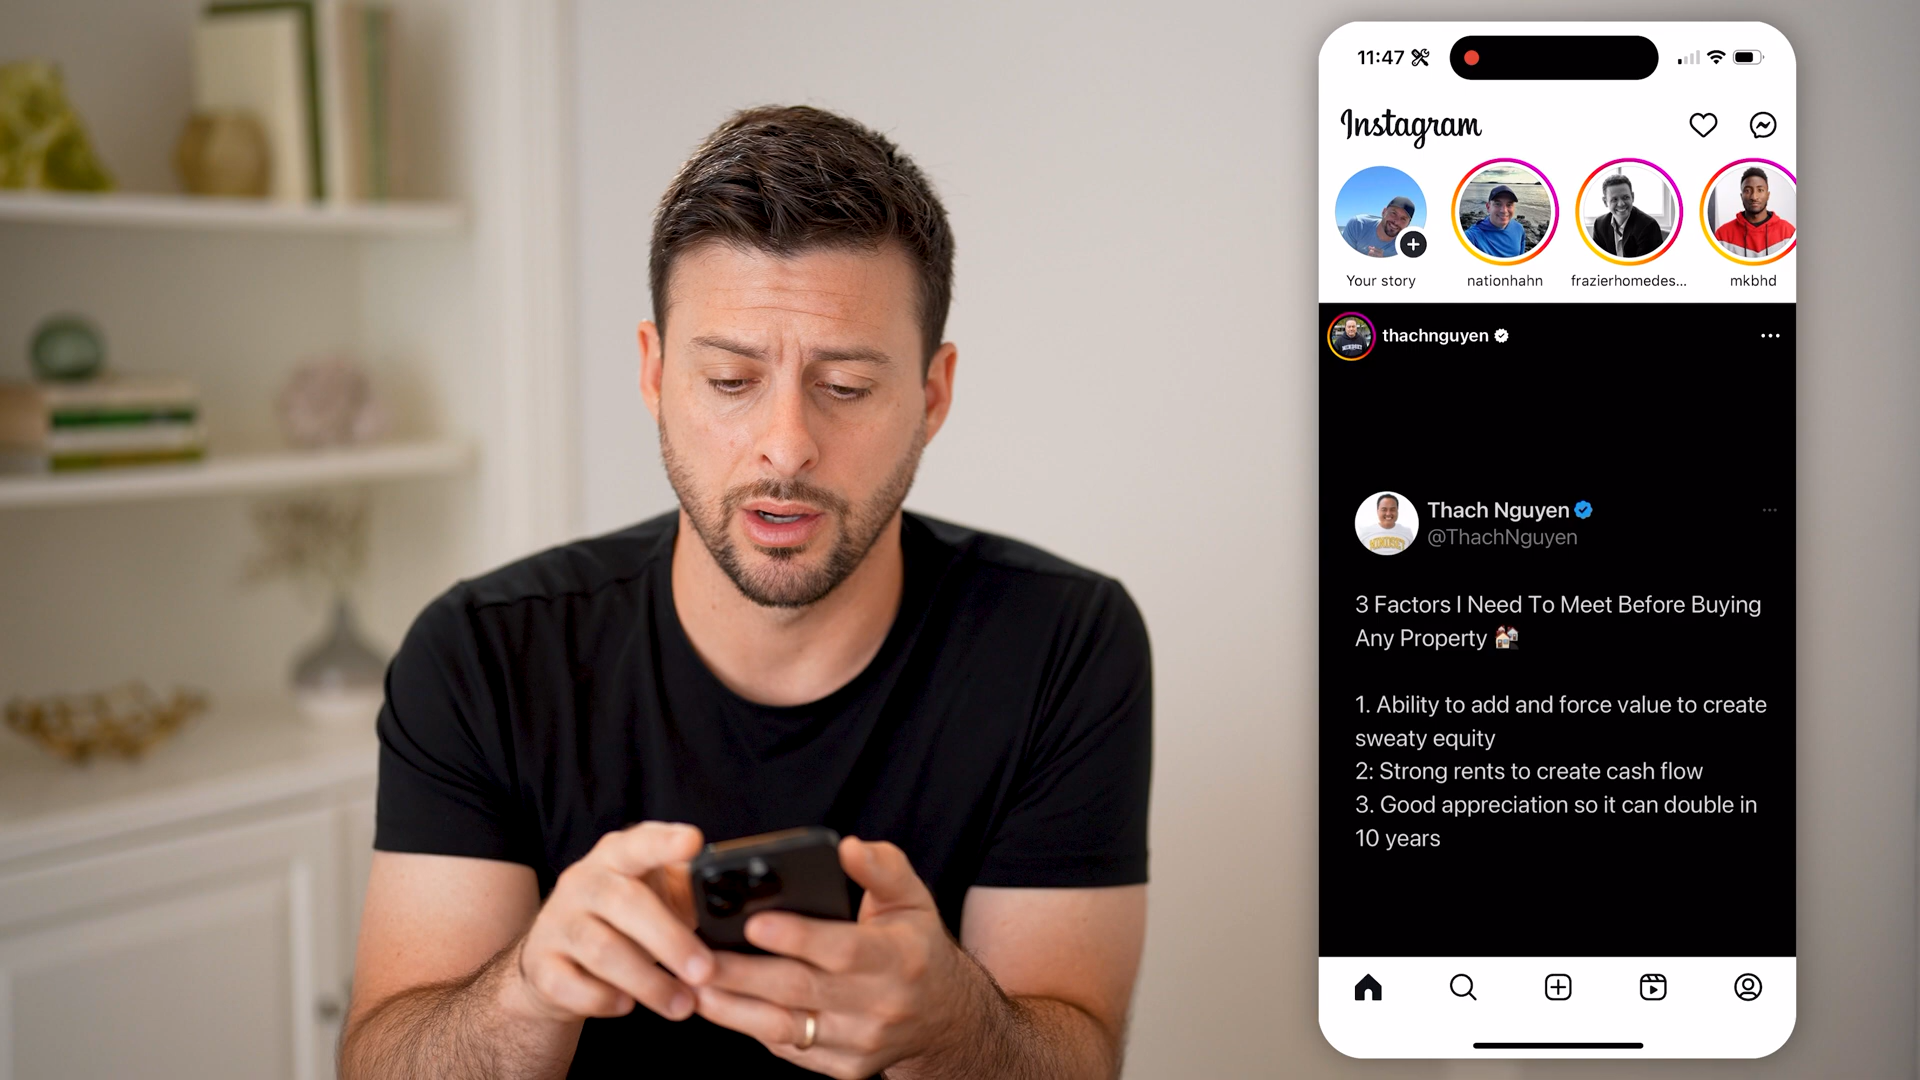 11:47
Instagram
Your story
nationhahn
frazierhomedes...
mkbhd
thachnguyen
Thach Nguyen
@ThachNguyen
3 Factors I Need To Meet Before Buying
Any Property 🏘️
1. Ability to add and force value to create
sweaty equity
2: Strong rents to create cash flow
3. Good appreciation so it can double in
10 years